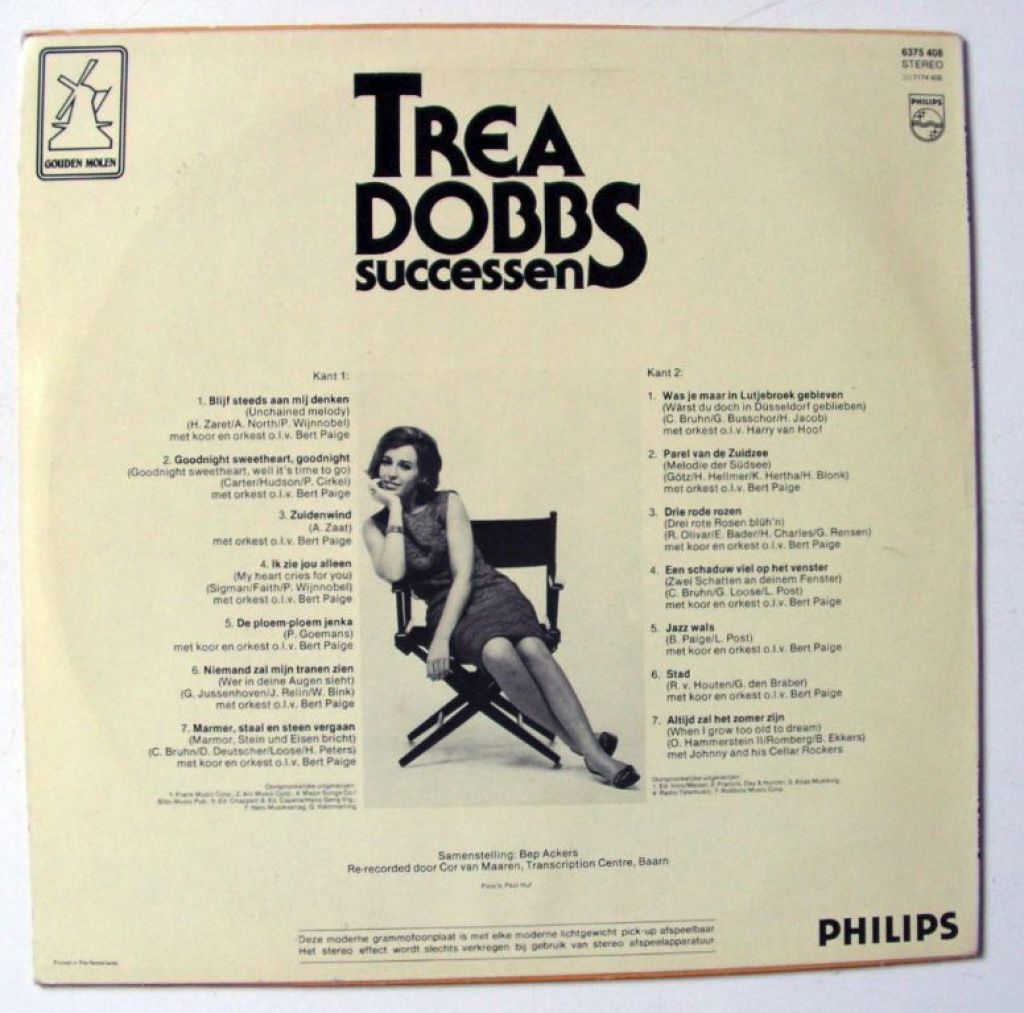 GOUDEN MOLEN
6375 408
STEREO
7174 408
PHILIPS
TREA
DOBBS
successen
Kant 1:
1. Blijf steeds aan mij denken
(Unchained melody)
(H. Zaret/A. North/P. Wijnnobel)
met koor en orkest o.l.v. Bert Paige
2. Goodnight sweetheart, goodnight
(Goodnight sweetheart, well it's time to go)
(Carter/Hudson/P. Cirkel)
met orkest o.l.v. Bert Paige
3. Zuidenwind
(A. Zaat)
met orkest o.l.v. Bert Paige
4. Ik zie jou alleen
(My heart cries for you)
(Sigman/Faith/P. Wijnnobel)
met orkest o.l.v. Bert Paige
5. De ploem-ploem jenka
(P. Goemans)
met koor en orkest o.l.v. Bert Paige
6. Niemand zal mijn tranen zien
(Wer in deine Augen sieht)
(G. Jussenhoven/J. Relin/W. Bink)
met orkest o.l.v. Bert Paige
7. Marmer, staal en steen vergaan
(Marmor, Stein und Eisen bricht)
(C. Bruhn/D. Deutscher/Loose/H. Peters)
met koor en orkest o.l.v. Bert Paige
Oorspronkelijke uitgeverijen:
Kant 2:
1. Was je maar in Lutjebroek gebleven
(Wärst du doch in Düsseldorf geblieben)
(C. Bruhn/G. Busschor/H. Jacob)
met orkest o.l.v. Harry van Hoof
2. Parel van de Zuidzee
(Melodie der Südsee)
(Götz/H. Hellmer/K. Hertha/H. Blonk)
met orkest o.l.v. Bert Paige
3. Drie rode rozen
(Drei rote Rosen blüh'n)
(R. Olivar/E. Bader/H. Charles/G. Rensen)
met koor en orkest o.l.v. Bert Paige
4. Een schaduw viel op het venster
(Zwei Schatten an deinem Fenster)
(C. Bruhn/G. Loose/L. Post)
met koor en orkest o.l.v. Bert Paige
5. Jazz wals
(B. Paige/L. Post)
met koor en orkest o.l.v. Bert Paige
6. Stad
(R. v. Houten/G. den Braber)
met koor en orkest o.l.v. Bert Paige
7. Altijd zal het zomer zijn
(When I grow too old to dream)
(O. Hammerstein II/Romberg/B. Ekkers)
met Johnny and his Cellar Rockers
Oorspronkelijke uitgeverijen:
Samenstelling: Bep Ackers
Re-recorded door Cor van Maaren, Transcription Centre, Baarn
Foto's: Paul Huf
Deze moderne grammofoonplaat is met elke moderne lichtgewicht pick-up afspeelbaar
Het stereo effect wordt slechts verkregen bij gebruik van stereo afspeelapparatuur
PHILIPS
Printed in The Netherlands